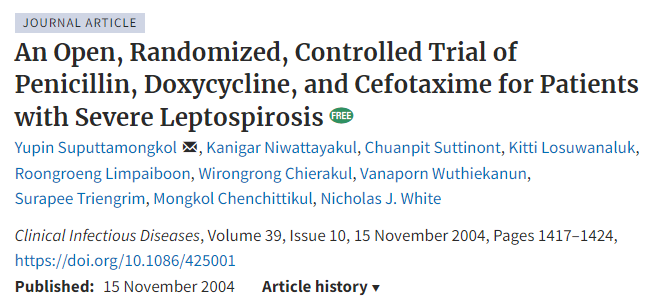 JOURNAL ARTICLE
An Open, Randomized, Controlled Trial of
Penicillin, Doxycycline, and Cefotaxime for Patients
with Severe Leptospirosis FREE
Yupin Suputtamongkol, Kanigar Niwattayakul, Chuanpit Suttinont, Kitti Losuwanaluk,
Roongroeng Limpaiboon, Wirongrong Chierakul, Vanaporn Wuthiekanun,
Surapee Triengrim, Mongkol Chenchittikul, Nicholas J. White
Clinical Infectious Diseases, Volume 39, Issue 10, 15 November 2004, Pages 1417–1424,
https://doi.org/10.1086/425001
Published: 15 November 2004 Article history ▾